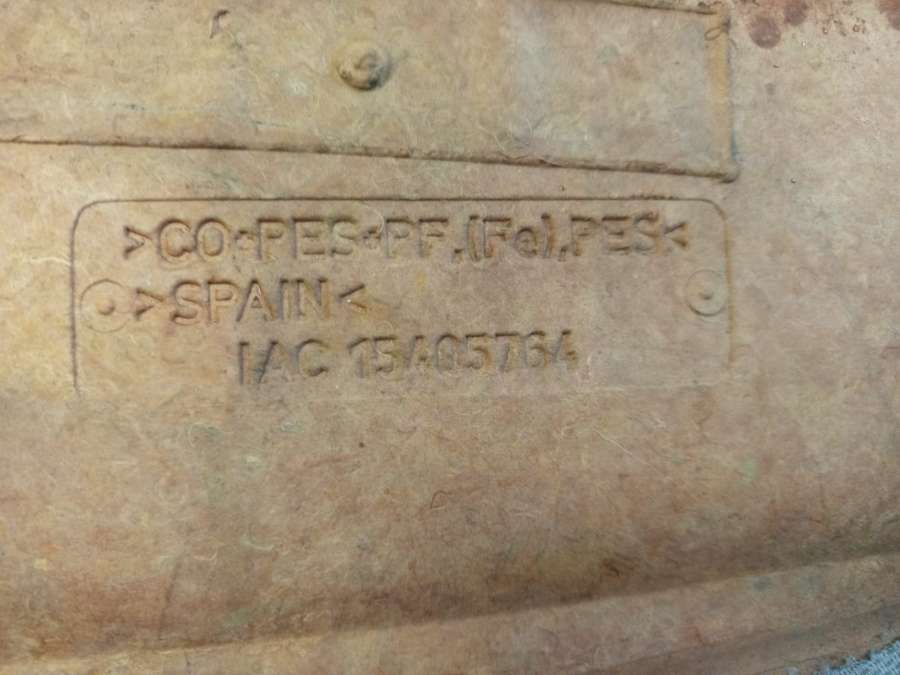 >CO+PES+PF.(Fe).PES<
>SPAIN<
IAC 15405764